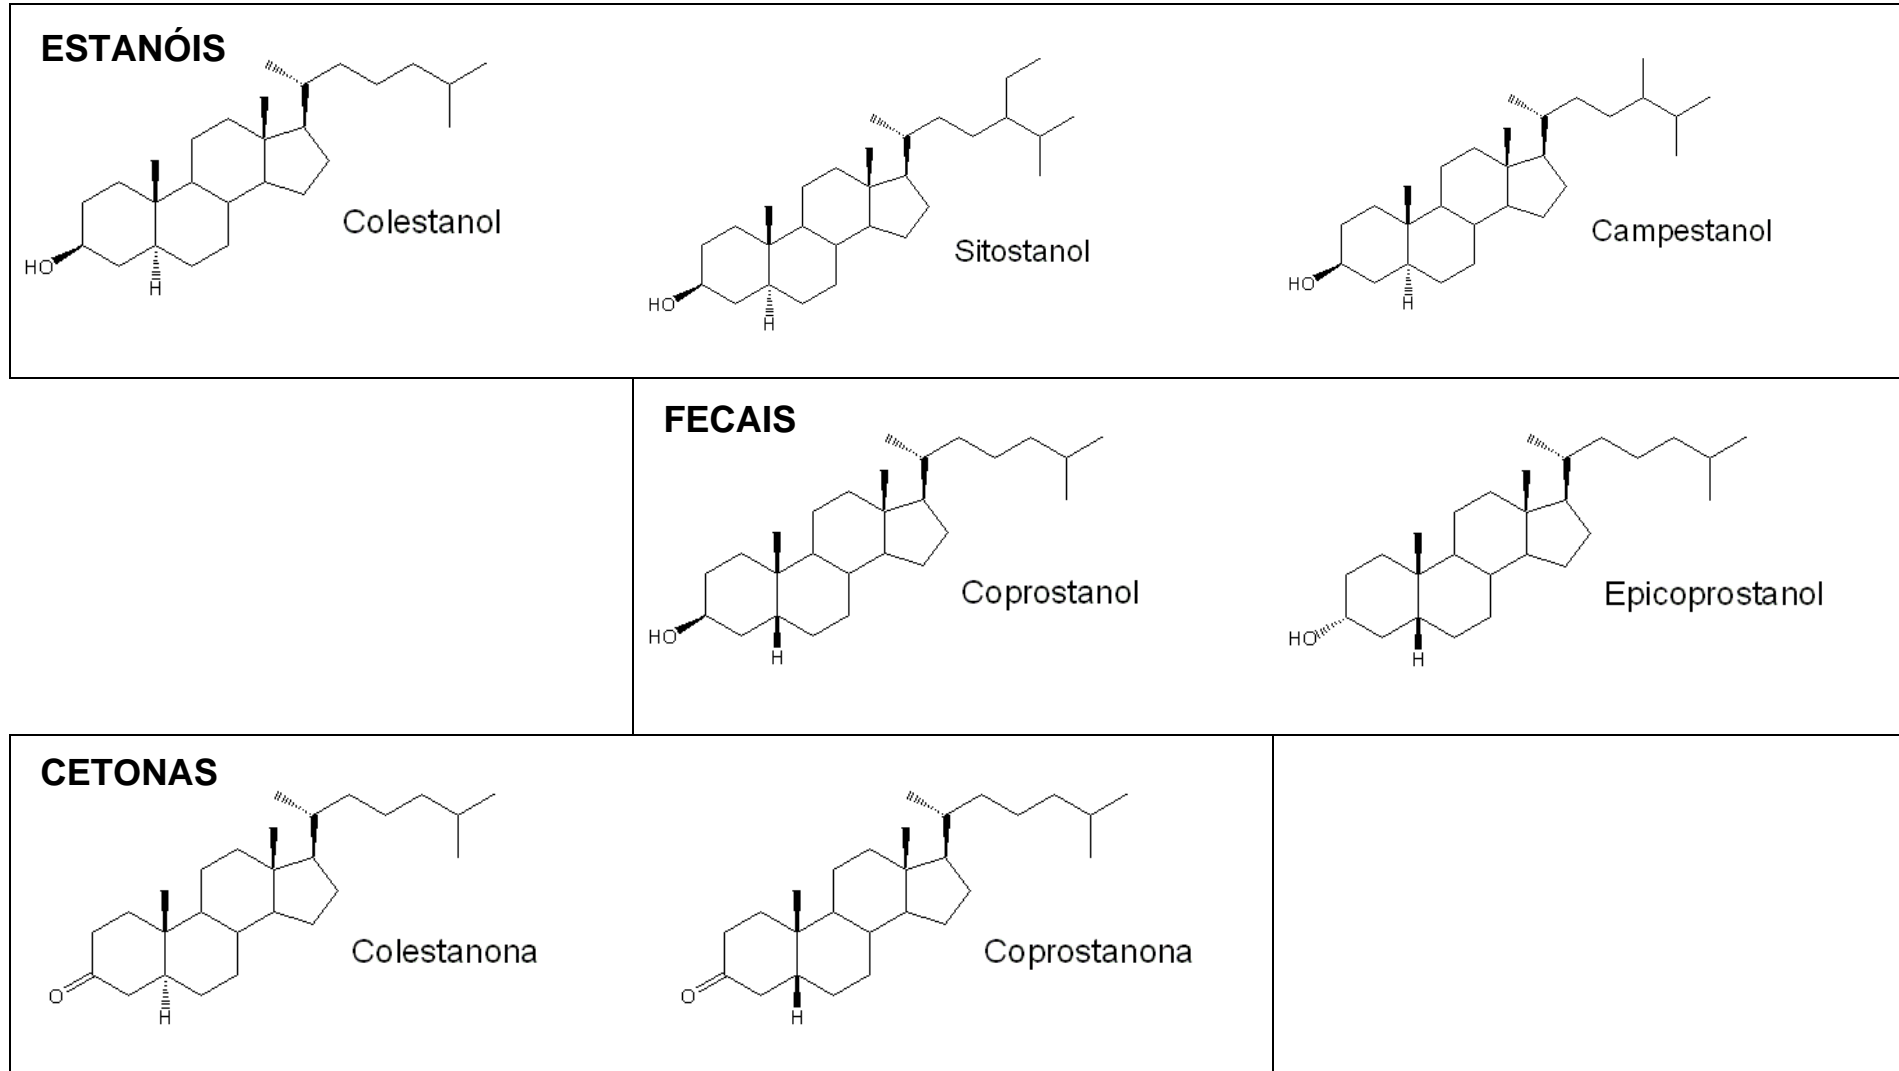 ESTANÓIS
Colestanol
HO
H
Sitostanol
HO
H
Campestanol
HO
H
FECAIS
Coprostanol
HO
H
Epicoprostanol
HO
H
CETONAS
Colestanona
O
H
Coprostanona
O
H